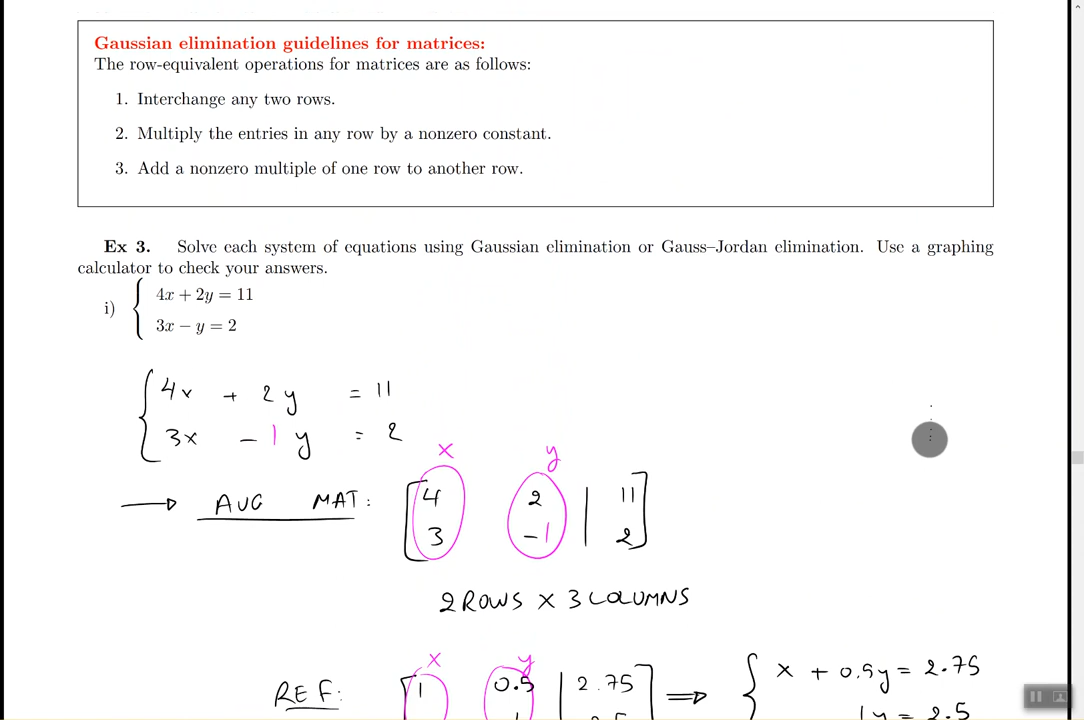 Gaussian elimination guidelines for matrices:
The row-equivalent operations for matrices are as follows:
1. Interchange any two rows.
2. Multiply the entries in any row by a nonzero constant.
3. Add a nonzero multiple of one row to another row.
Ex 3. Solve each system of equations using Gaussian elimination or Gauss–Jordan elimination. Use a graphing
calculator to check your answers.
i) { 4x + 2y = 11
3x − y = 2
{ 4x + 2y = 11
3x - 1y = 2
x y
→ AUG MAT: [ 4 2 | 11
3 -1 | 2 ]
2 ROWS X 3 COLUMNS
x y
REF: [ 1 0.5 | 2.75 ] ⇒ { x + 0.5y = 2.75
1y = 2.5